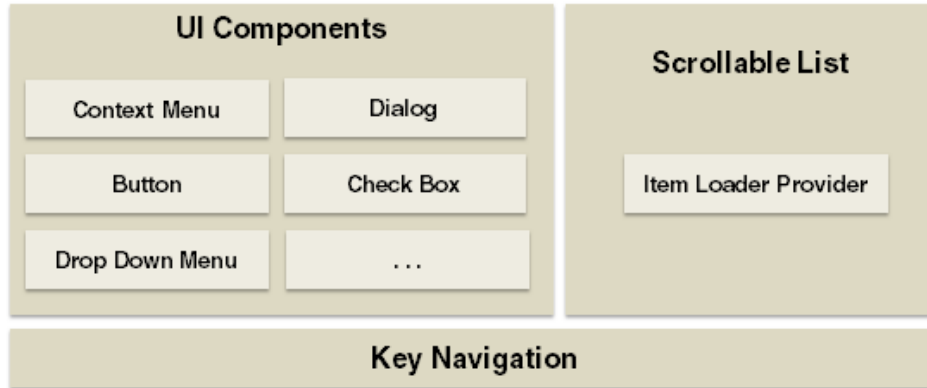 UI Components
Context Menu
Dialog
Button
Check Box
Drop Down Menu
...
Scrollable List
Item Loader Provider
Key Navigation